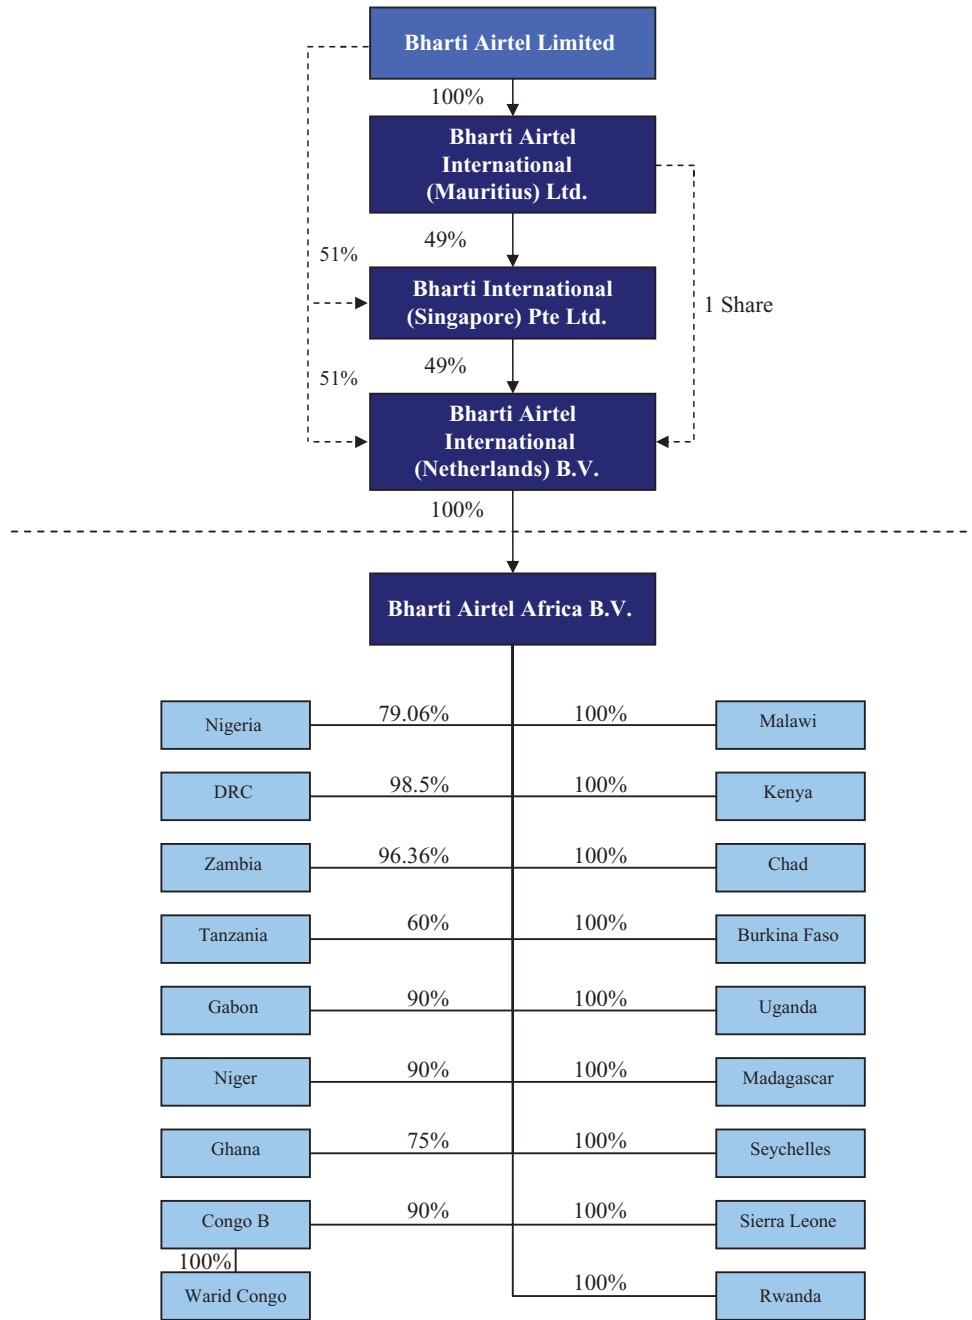 Bharti Airtel Limited
100%
Bharti Airtel
International
(Mauritius) Ltd.
49%
51%
Bharti International
(Singapore) Pte Ltd.
1 Share
49%
51%
Bharti Airtel
International
(Netherlands) B.V.
100%
Bharti Airtel Africa B.V.
Nigeria
79.06%
100%
Malawi
DRC
98.5%
100%
Kenya
Zambia
96.36%
100%
Chad
Tanzania
60%
100%
Burkina Faso
Gabon
90%
100%
Uganda
Niger
90%
100%
Madagascar
Ghana
75%
100%
Seychelles
Congo B
90%
100%
Sierra Leone
100%
Warid Congo
100%
Rwanda